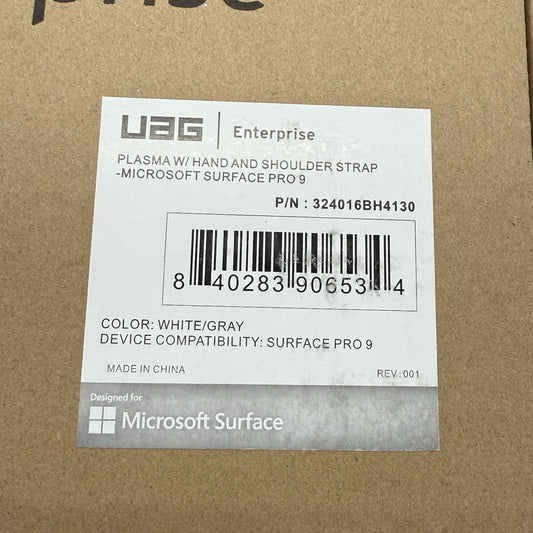 UAG | Enterprise
PLASMA W/ HAND AND SHOULDER STRAP
-MICROSOFT SURFACE PRO 9
P/N : 324016BH4130
8 40283 90653 4
COLOR: WHITE/GRAY
DEVICE COMPATIBILITY: SURFACE PRO 9
MADE IN CHINA
REV:001
Designed for
Microsoft Surface